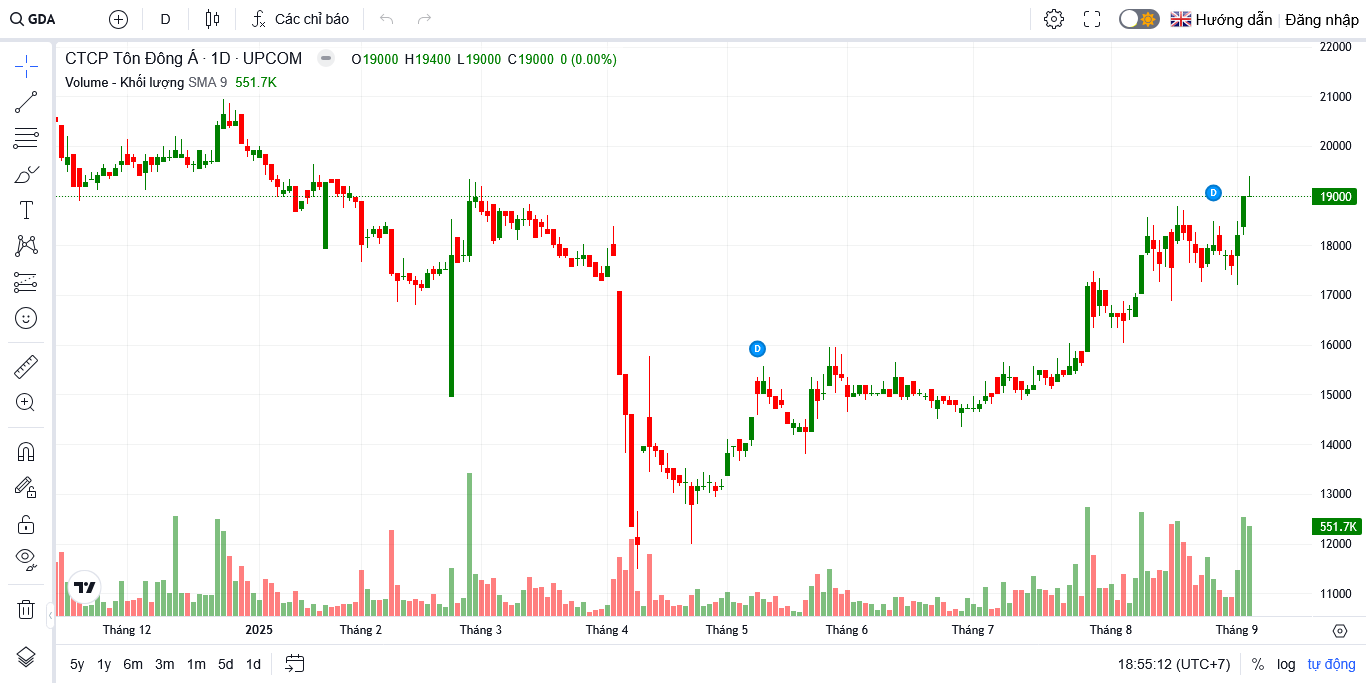 GDA D Các chỉ báo Hướng dẫn Đăng nhập
CTCP Tôn Đông Á · 1D · UPCOM O19000 H19400 L19000 C19000 0 (0.00%)
Volume - Khối lượng SMA 9 551.7K
22000
21000
20000
19000
18000
17000
16000
15000
14000
13000
551.7K
12000
11000
D
D
Tháng 12 2025 Tháng 2 Tháng 3 Tháng 4 Tháng 5 Tháng 6 Tháng 7 Tháng 8 Tháng 9
5y 1y 6m 3m 1m 5d 1d 18:55:12 (UTC+7) % log tự động